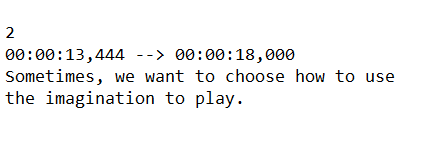 2
00:00:13,444 --> 00:00:18,000
Sometimes, we want to choose how to use
the imagination to play.